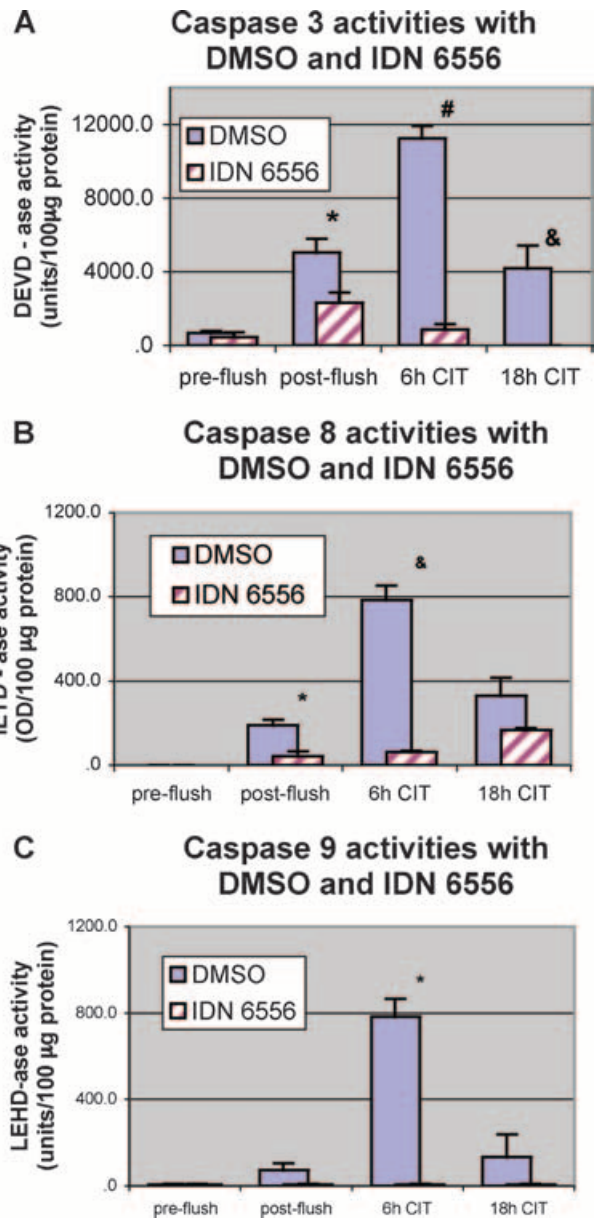 A
Caspase 3 activities with
DMSO and IDN 6556
DEVD - ase activity
(units/100µg protein)
12000.0
8000.0
4000.0
.0
DMSO
IDN 6556
*
#
&
pre-flush post-flush 6h CIT 18h CIT
B
Caspase 8 activities with
DMSO and IDN 6556
- ase activity
(OD/100 µg protein)
1200.0
800.0
400.0
.0
DMSO
IDN 6556
*
&
pre-flush post-flush 6h CIT 18h CIT
C
Caspase 9 activities with
DMSO and IDN 6556
LEHD-ase activity
(units/100 µg protein)
1200.0
800.0
400.0
.0
DMSO
IDN 6556
*
pre-flush post-flush 6h CIT 18h CIT